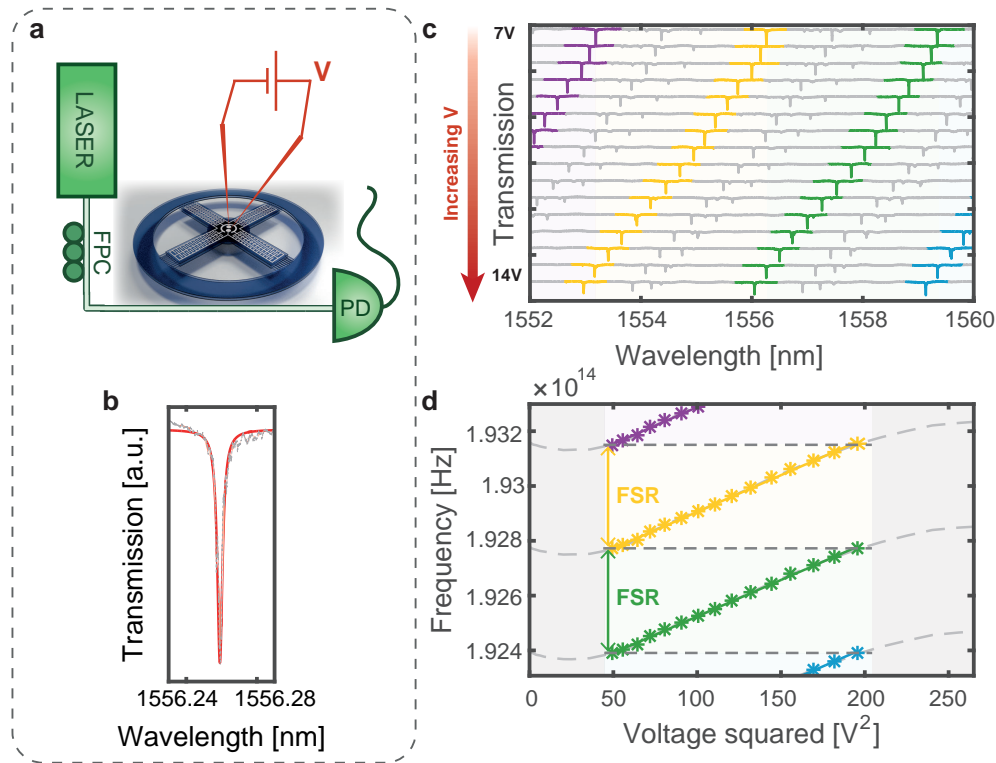 a
LASER
FPC
V
PD
b
Transmission [a.u.]
1556.24
1556.28
Wavelength [nm]
c
Increasing V
Transmission
7V
14V
1552
1554
1556
1558
1560
Wavelength [nm]
d
×10^14
Frequency [Hz]
1.932
1.93
1.928
1.926
1.924
FSR
FSR
0
50
100
150
200
250
Voltage squared [V²]